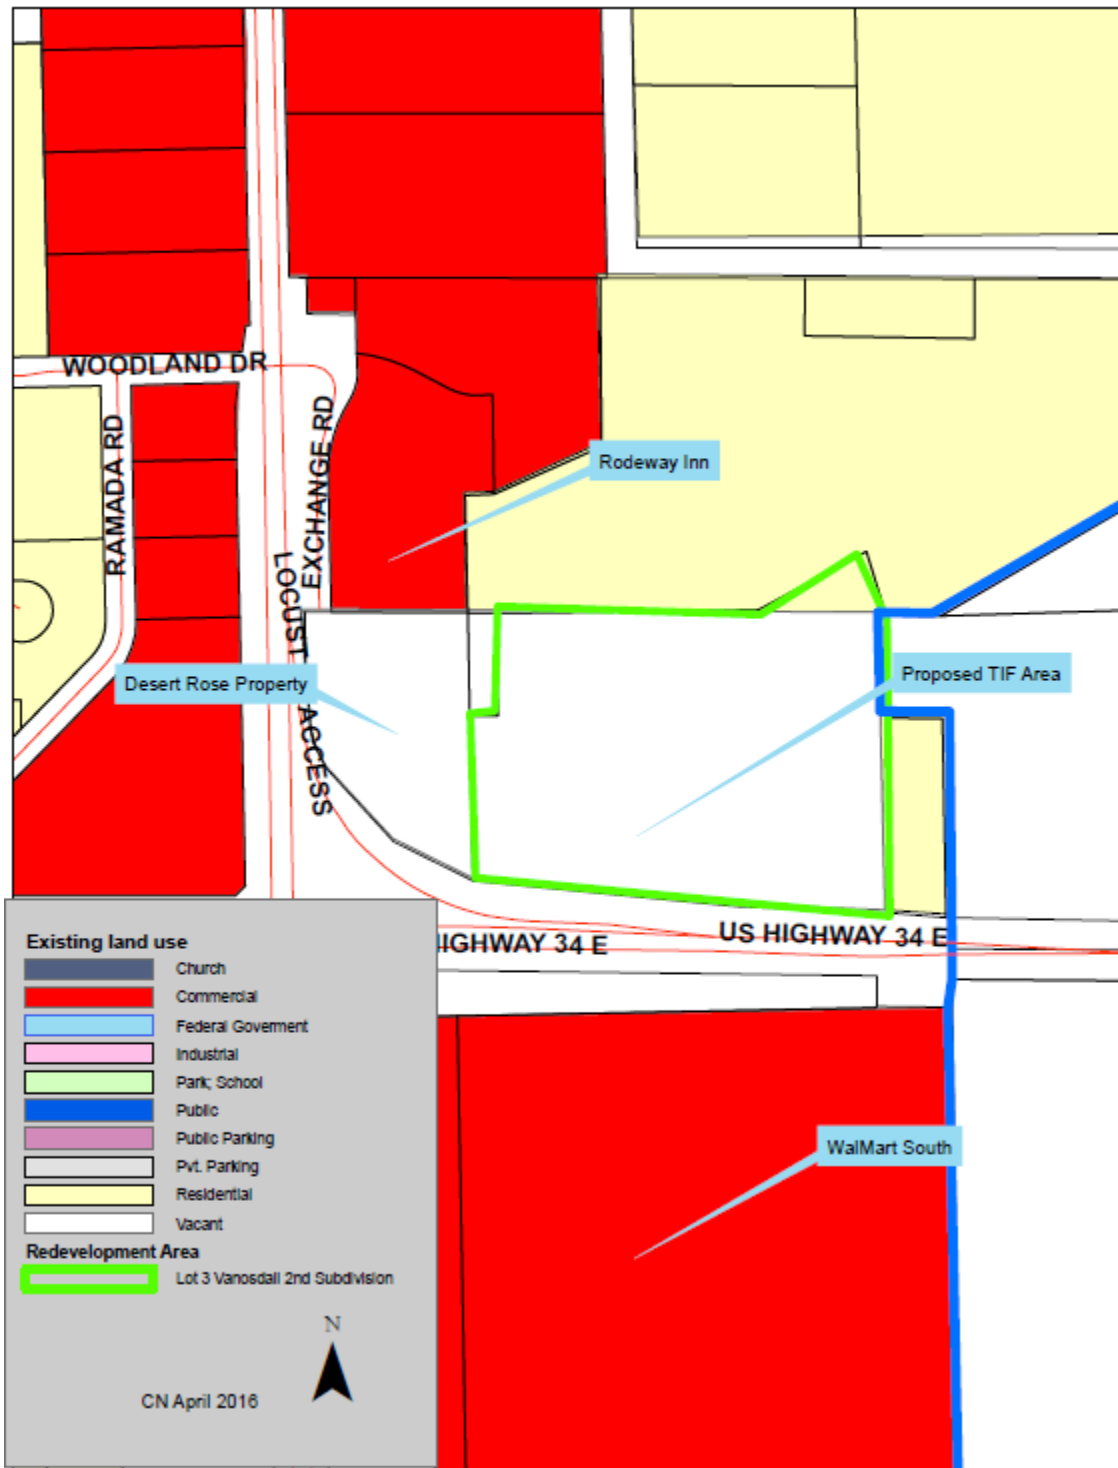 WOODLAND DR
RAMADA RD
EXCHANGE RD
LOCUST ACCESS
Rodeway Inn
Desert Rose Property
Proposed TIF Area
HIGHWAY 34 E
US HIGHWAY 34 E
WalMart South
Existing land use
Church
Commercial
Federal Goverment
Industrial
Park; School
Public
Public Parking
Pvt. Parking
Residential
Vacant
Redevelopment Area
Lot 3 Vanosdall 2nd Subdivision
N
CN April 2016